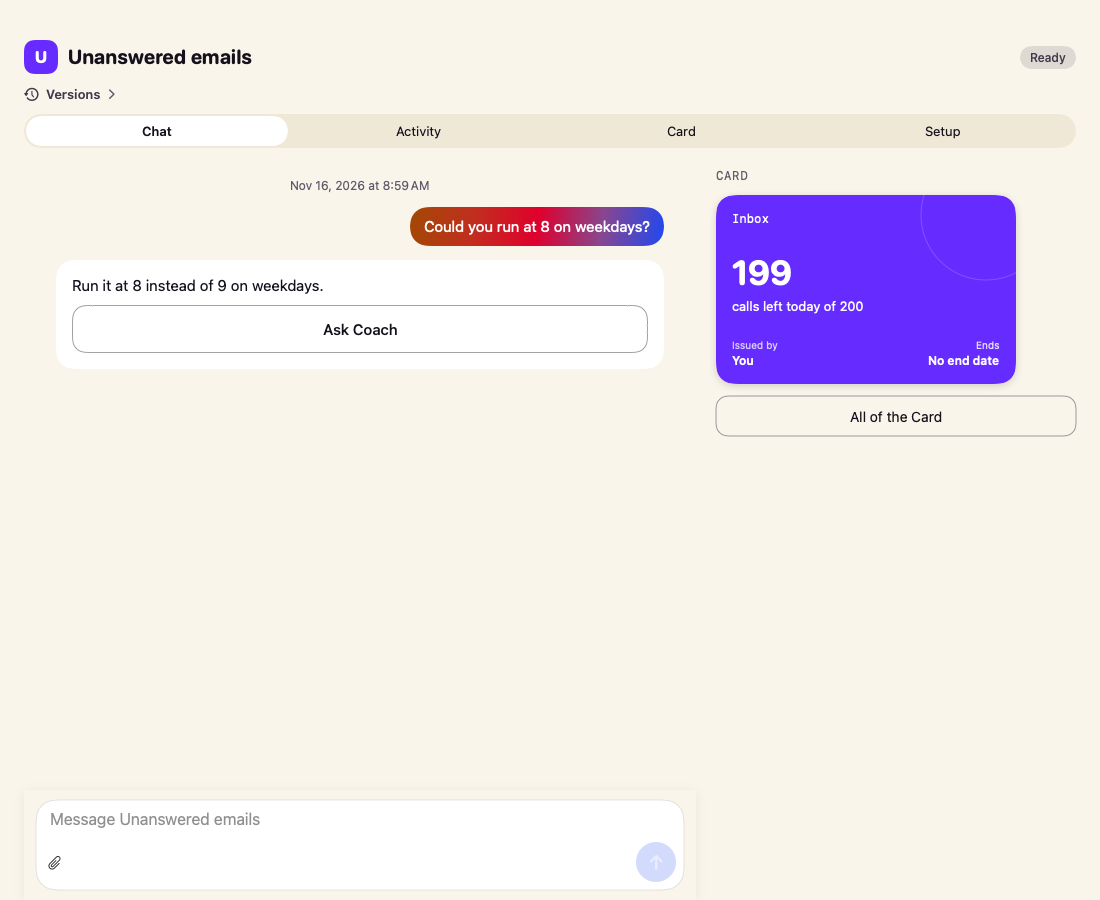 U
Unanswered emails
Ready
Versions
Chat
Activity
Card
Setup
Nov 16, 2026 at 8:59 AM
Could you run at 8 on weekdays?
Run it at 8 instead of 9 on weekdays.
Ask Coach
CARD
Inbox
199
calls left today of 200
Issued by
Ends
You
No end date
All of the Card
Message Unanswered emails